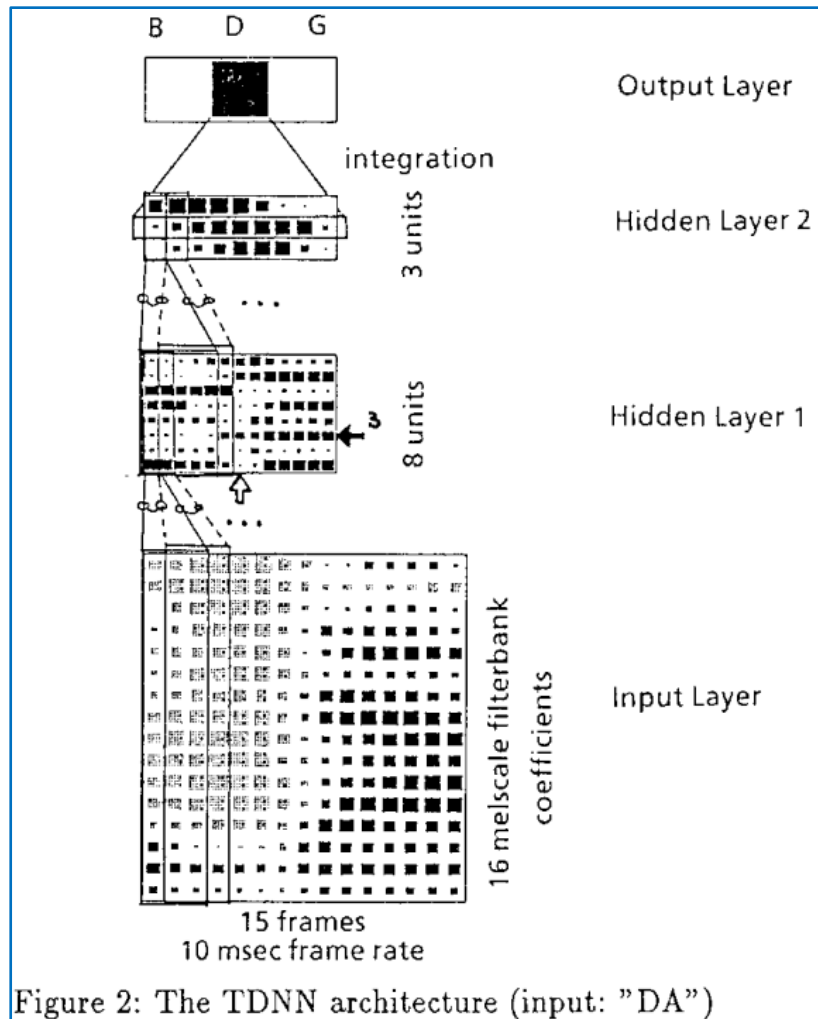 B D G
Output Layer
integration
3 units
Hidden Layer 2
. . .
8 units
3
Hidden Layer 1
. . .
16 melscale filterbank
coefficients
Input Layer
15 frames
10 msec frame rate
Figure 2: The TDNN architecture (input: "DA")